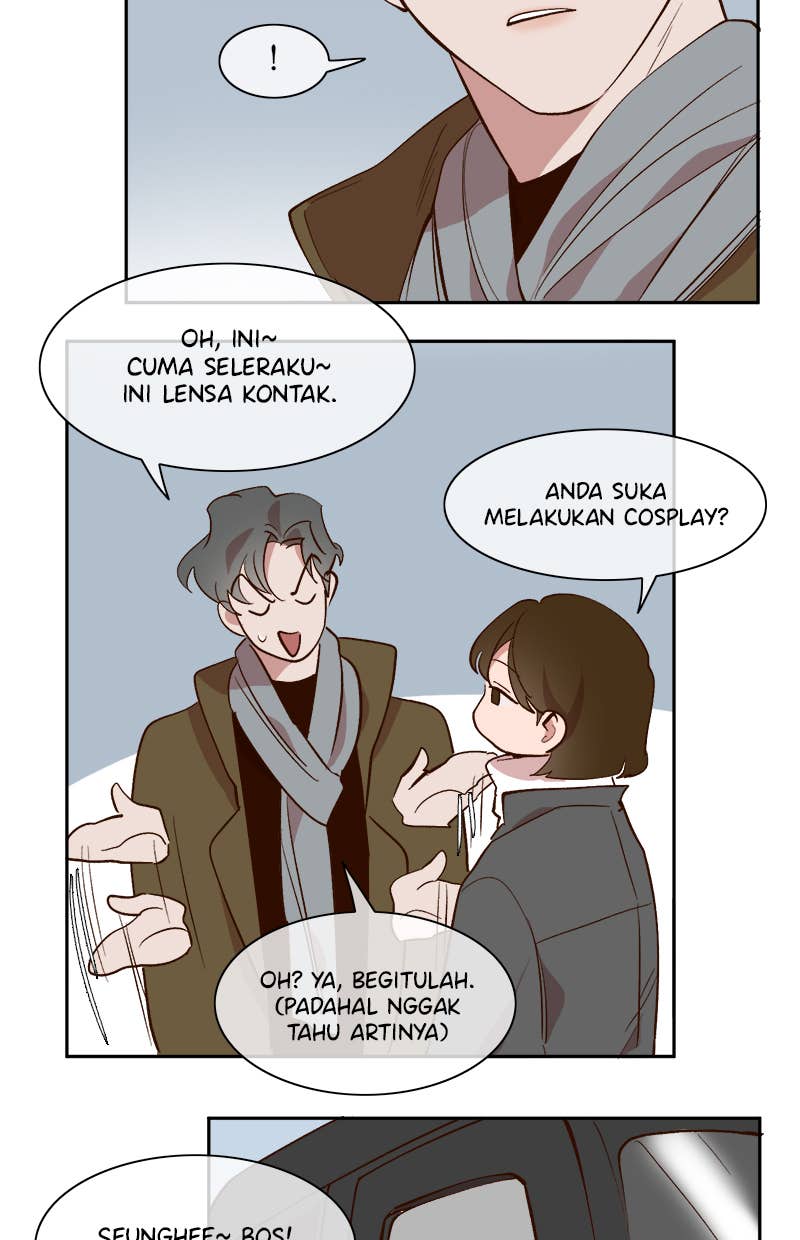 !
OH, INI~
CUMA SELERAKU~
INI LENSA KONTAK.
ANDA SUKA
MELAKUKAN COSPLAY?
OH? YA, BEGITULAH.
(PADAHAL NGGAK
TAHU ARTINYA)
SEUNGHEE~ BOS!